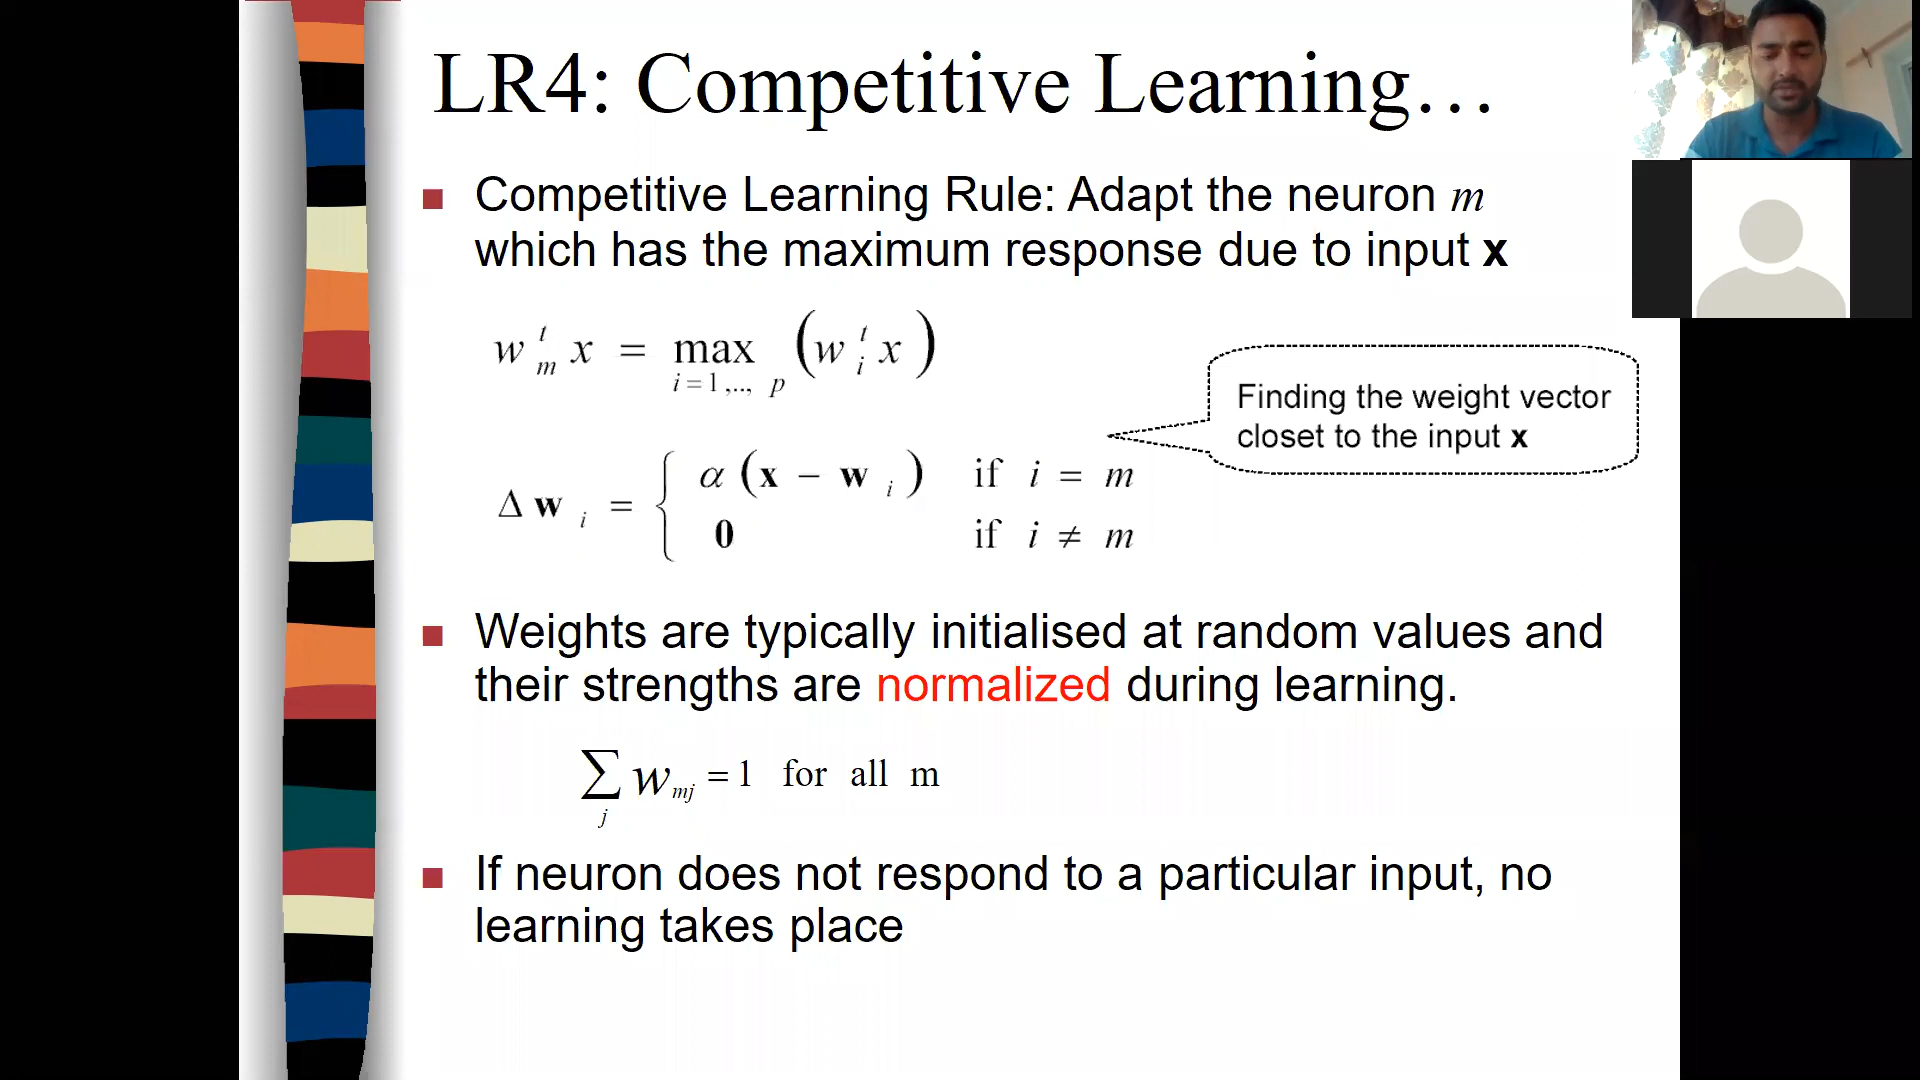 LR4: Competitive Learning…
Competitive Learning Rule: Adapt the neuron m
which has the maximum response due to input x
w_m^t x = max_{i=1,.., p} (w_i^t x)
Finding the weight vector
closet to the input x
Δw_i = { α (x − w_i) if i = m
0 if i ≠ m
Weights are typically initialised at random values and
their strengths are normalized during learning.
∑_j w_mj = 1 for all m
If neuron does not respond to a particular input, no
learning takes place